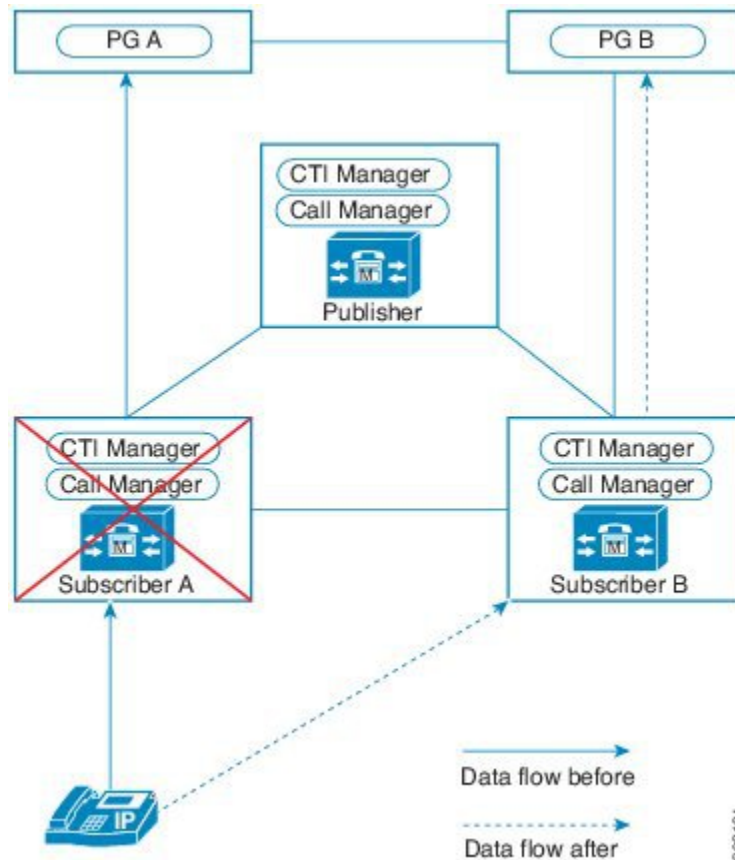 PG A
PG B
CTI Manager
Call Manager
M
Publisher
CTI Manager
Call Manager
M
Subscriber A
CTI Manager
Call Manager
M
Subscriber B
IP
Data flow before
Data flow after